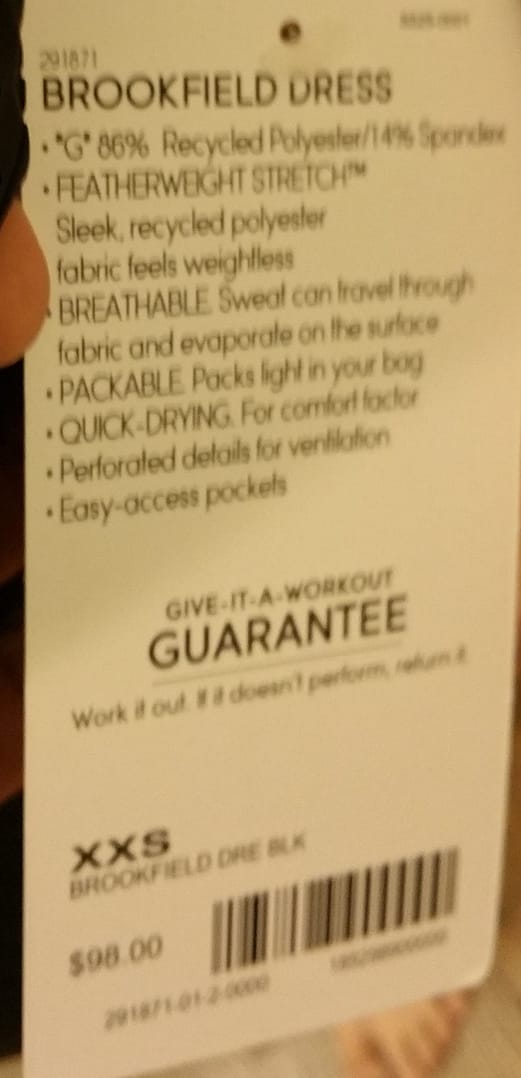 291871
BROOKFIELD DRESS
• "G" 86% Recycled Polyester/14% Spandex
• FEATHERWEIGHT STRETCH™
Sleek, recycled polyester
fabric feels weightless
• BREATHABLE. Sweat can travel through
fabric and evaporate on the surface
• PACKABLE. Packs light in your bag
• QUICK-DRYING. For comfort factor
• Perforated details for ventilation
• Easy-access pockets
GIVE-IT-A-WORKOUT
GUARANTEE
Work it out. If it doesn't perform, return it.
XXS
BROOKFIELD DRE BLK
$98.00
291871-01-2-0000